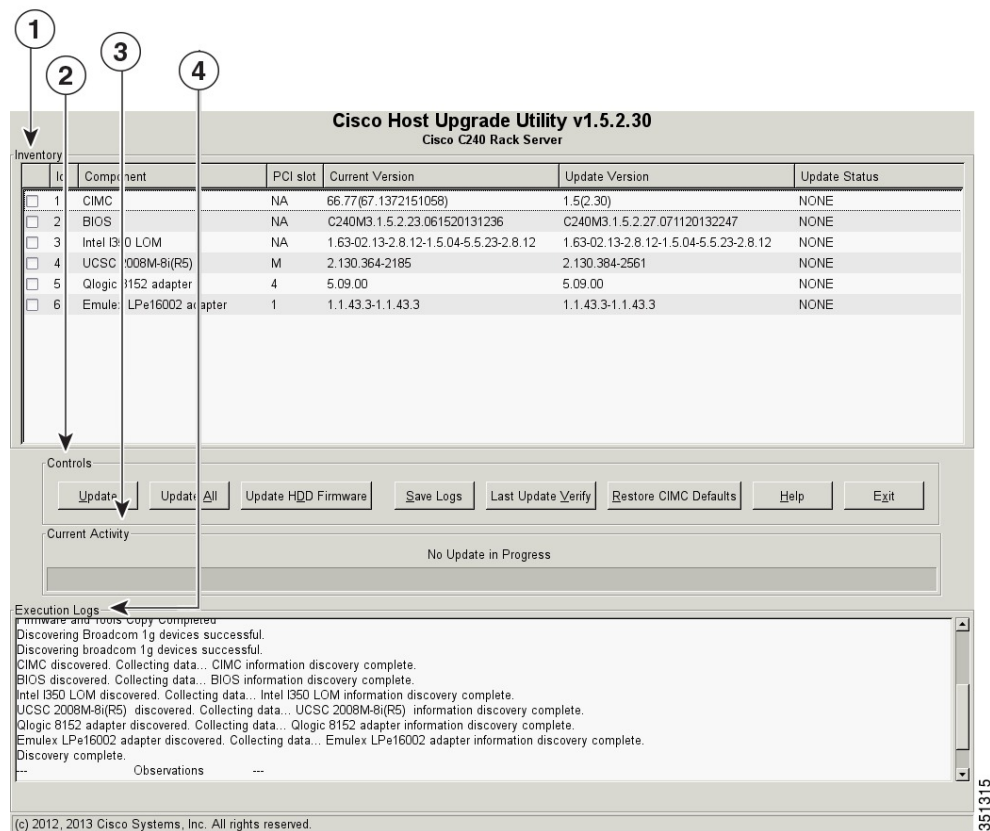 1
2
3
4
Cisco Host Upgrade Utility v1.5.2.30
Cisco C240 Rack Server
Inventory
Id Component PCI slot Current Version Update Version Update Status
1 CIMC NA 66.77(67.1372151058) 1.5(2.30) NONE
2 BIOS NA C240M3.1.5.2.23.061520131236 C240M3.1.5.2.27.071120132247 NONE
3 Intel I350 LOM NA 1.63-02.13-2.8.12-1.5.04-5.5.23-2.8.12 1.63-02.13-2.8.12-1.5.04-5.5.23-2.8.12 NONE
4 UCSC 2008M-8i(R5) M 2.130.364-2185 2.130.384-2561 NONE
5 Qlogic 8152 adapter 4 5.09.00 5.09.00 NONE
6 Emulex LPe16002 adapter 1 1.1.43.3-1.1.43.3 1.1.43.3-1.1.43.3 NONE
Controls
Update Update All Update HDD Firmware Save Logs Last Update Verify Restore CIMC Defaults Help Exit
Current Activity
No Update in Progress
Execution Logs
Firmware and Tools Copy Completed
Discovering Broadcom 1g devices successful.
Discovering broadcom 1g devices successful.
CIMC discovered. Collecting data... CIMC information discovery complete.
BIOS discovered. Collecting data... BIOS information discovery complete.
Intel I350 LOM discovered. Collecting data... Intel I350 LOM information discovery complete.
UCSC 2008M-8i(R5) discovered. Collecting data... UCSC 2008M-8i(R5) information discovery complete.
Qlogic 8152 adapter discovered. Collecting data... Qlogic 8152 adapter information discovery complete.
Emulex LPe16002 adapter discovered. Collecting data... Emulex LPe16002 adapter information discovery complete.
Discovery complete.
--- Observations ---
(c) 2012, 2013 Cisco Systems, Inc. All rights reserved.
351315